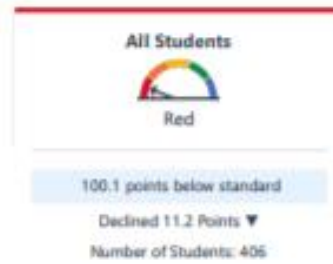 All Students
Red
100.1 points below standard
Declined 11.2 Points ▼
Number of Students: 406